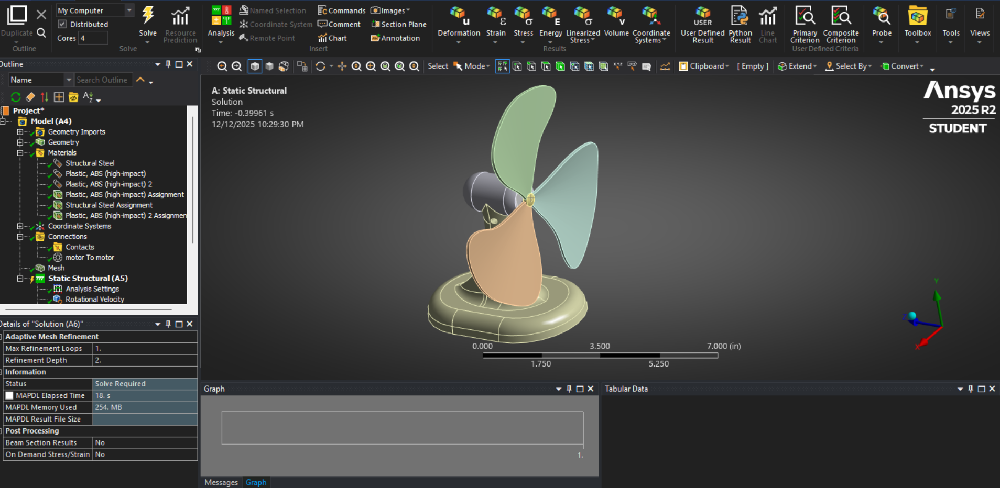 Duplicate
Outline
My Computer
Distributed
Cores 4
Solve
Resource
Prediction
Solve
Analysis
Named Selection
Coordinate System
Remote Point
Commands
Comment
Chart
Images
Section Plane
Annotation
Insert
u
Deformation
ε
Strain
σ
Stress
E
Energy
σ
Linearized
Stress
v
Volume
Coordinate
Systems
Results
USER
User Defined
Result
Python
Result
Line
Chart
Primary
Criterion
Composite
Criterion
User Defined Criteria
Probe
Toolbox
Tools
Views
Outline
Name Search Outline
Select Mode Clipboard [ Empty ] Extend Select By Convert
Project*
Model (A4)
Geometry Imports
Geometry
Materials
Structural Steel
Plastic, ABS (high-impact)
Plastic, ABS (high-impact) 2
Plastic, ABS (high-impact) Assignment
Structural Steel Assignment
Plastic, ABS (high-impact) 2 Assignmen
Coordinate Systems
Connections
Contacts
motor To motor
Mesh
Static Structural (A5)
Analysis Settings
Rotational Velocity
Details of "Solution (A6)"
Adaptive Mesh Refinement
Max Refinement Loops 1.
Refinement Depth 2.
Information
Status Solve Required
MAPDL Elapsed Time 18. s
MAPDL Memory Used 254. MB
MAPDL Result File Size
Post Processing
Beam Section Results No
On Demand Stress/Strain No
A: Static Structural
Solution
Time: -0.39961 s
12/12/2025 10:29:30 PM
Ansys
2025 R2
STUDENT
Y
Z
X
0.000 3.500 7.000 (in)
1.750 5.250
Graph
1.
Messages Graph
Tabular Data